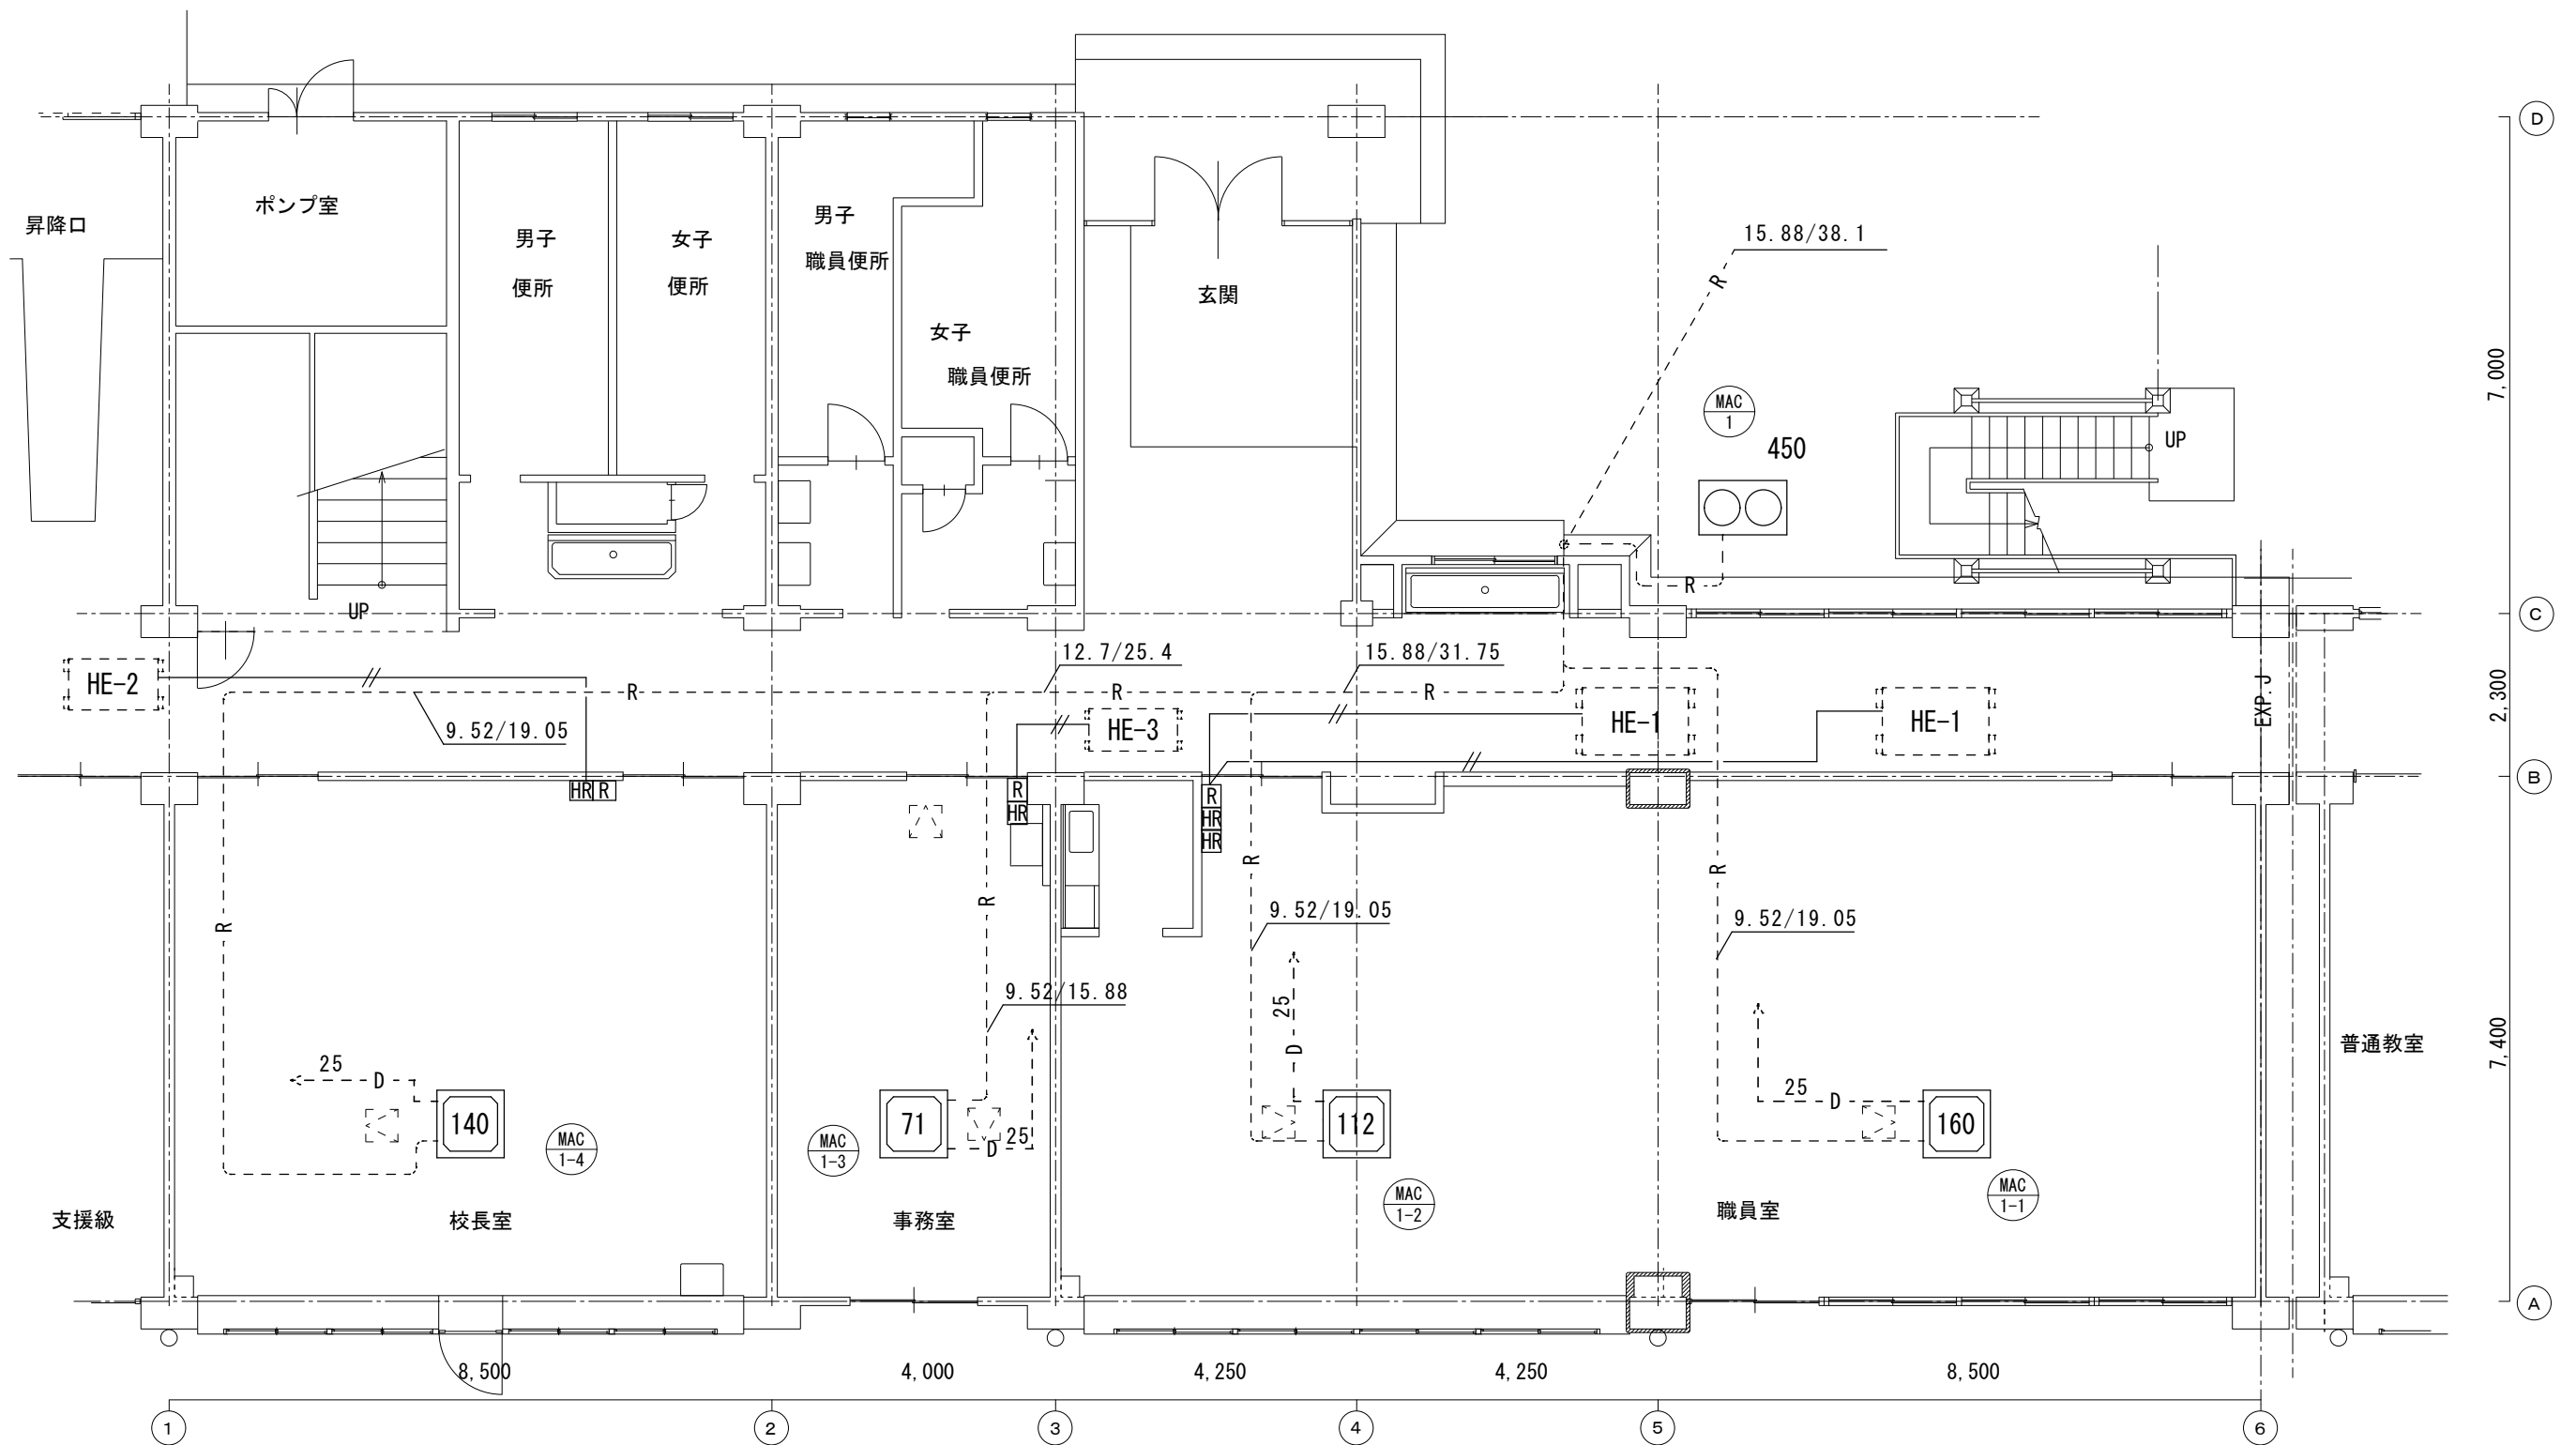 D
昇降口
ポンプ室
男子
便所
女子
便所
男子
職員便所
女子
職員便所
玄関
15.88/38.1
R
MAC
1
450
UP
7,000
R
UP
C
HE-2
9.52/19.05
R
12.7/25.4
R
15.88/31.75
R
HE-3
HE-1
HE-1
EXP.J
2,300
HR
R
R
HR
R
HR
HR
B
R
R
R
R
9.52/19.05
9.52/19.05
9.52/15.88
25
D
140
MAC
1-4
71
MAC
1-3
D
25
25
D
112
MAC
1-2
25
D
160
MAC
1-1
7,400
普通教室
支援級
校長室
事務室
職員室
A
8,500
4,000
4,250
4,250
8,500
1
2
3
4
5
6